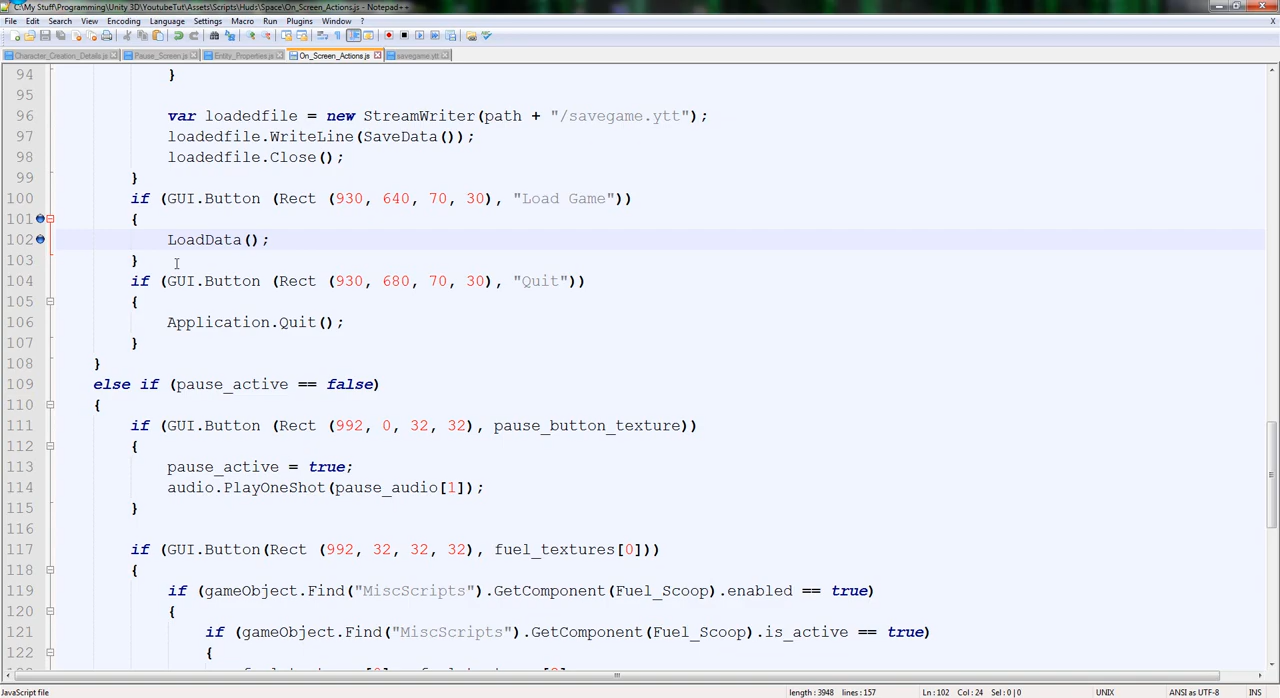 C:\My Stuff\Programming\Unity 3D\YoutubeTut\Assets\Scripts\Huds\Space\On_Screen_Actions.js - Notepad++
File Edit Search View Encoding Language Settings Macro Run Plugins Window ? X
Character_Creation_Details.js Pause_Screen.js Entity_Properties.js On_Screen_Actions.js savegame.ytt
94 }
95
96 var loadedfile = new StreamWriter(path + "/savegame.ytt");
97 loadedfile.WriteLine(SaveData());
98 loadedfile.Close();
99 }
100 if (GUI.Button (Rect (930, 640, 70, 30), "Load Game"))
101 {
102 LoadData();
103 }
104 if (GUI.Button (Rect (930, 680, 70, 30), "Quit"))
105 {
106 Application.Quit();
107 }
108 }
109 else if (pause_active == false)
110 {
111 if (GUI.Button (Rect (992, 0, 32, 32), pause_button_texture))
112 {
113 pause_active = true;
114 audio.PlayOneShot(pause_audio[1]);
115 }
116
117 if (GUI.Button(Rect (992, 32, 32, 32), fuel_textures[0]))
118 {
119 if (gameObject.Find("MiscScripts").GetComponent(Fuel_Scoop).enabled == true)
120 {
121 if (gameObject.Find("MiscScripts").GetComponent(Fuel_Scoop).is_active == true)
122 {
JavaScript file length : 3948 lines : 157 Ln : 102 Col : 24 Sel : 0 | 0 UNIX ANSI as UTF-8 INS